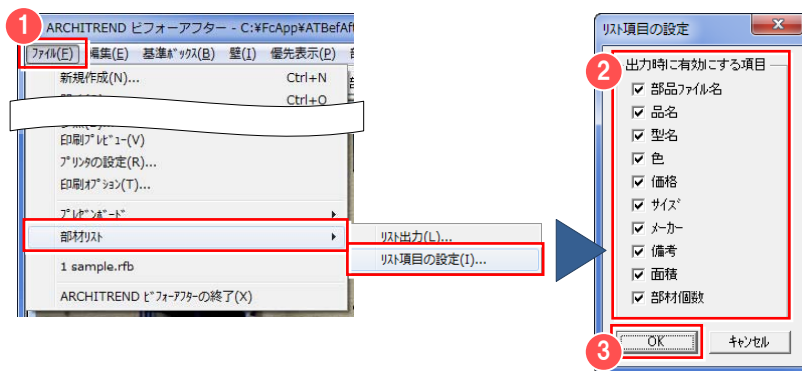 1
ARCHITREND ビフォーアフター - C:¥FcApp¥ATBefAf
ﾌｧｲﾙ(F) 編集(E) 基準ﾎﾞｯｸｽ(B) 壁(I) 優先表示(P)
新規作成(N)... Ctrl+N
Ctrl+O
印刷ﾌﾟﾚﾋﾞｭｰ(V)
ﾌﾟﾘﾝﾀの設定(R)...
印刷ｵﾌﾟｼｮﾝ(T)...
ﾌﾟﾚｾﾞﾝﾎﾞｰﾄﾞ
部材ﾘｽﾄ
ﾘｽﾄ出力(L)...
ﾘｽﾄ項目の設定(I)...
1 sample.rfb
ARCHITREND ﾋﾞﾌｫｰｱﾌﾀｰの終了(X)
ﾘｽﾄ項目の設定
2
出力時に有効にする項目
部品ﾌｧｲﾙ名
品名
型名
色
価格
ｻｲｽﾞ
ﾒｰｶｰ
備考
面積
部材個数
3
OK ｷｬﾝｾﾙ